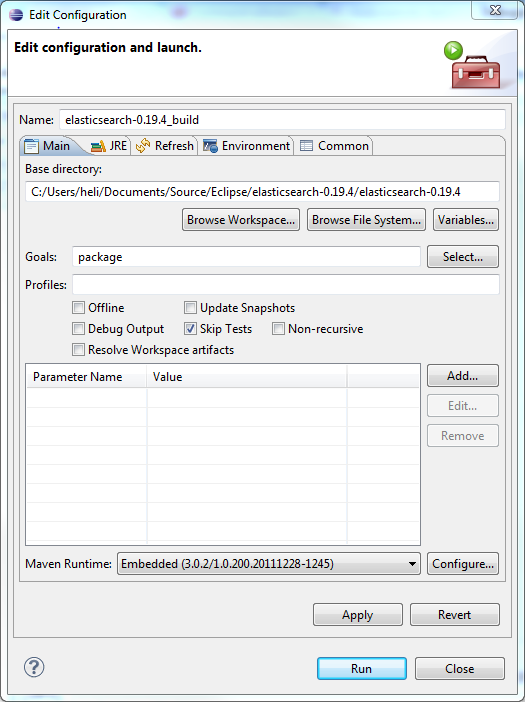 Edit Configuration
Edit configuration and launch.
Name: elasticsearch-0.19.4_build
Main JRE Refresh Environment Common
Base directory:
C:/Users/heli/Documents/Source/Eclipse/elasticsearch-0.19.4/elasticsearch-0.19.4
Browse Workspace... Browse File System... Variables...
Goals: package Select...
Profiles:
Offline Update Snapshots
Debug Output Skip Tests Non-recursive
Resolve Workspace artifacts
Parameter Name Value Add...
Edit...
Remove
Maven Runtime: Embedded (3.0.2/1.0.200.20111228-1245) Configure...
Apply Revert
? Run Close